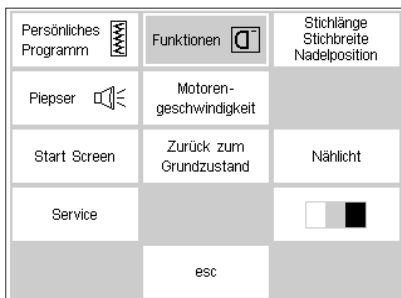 Persönliches
Programm
Funktionen
Stichlänge
Stichbreite
Nadelposition
Piepser
Motoren-
geschwindigkeit
Start Screen
Zurück zum
Grundzustand
Nählicht
Service
esc